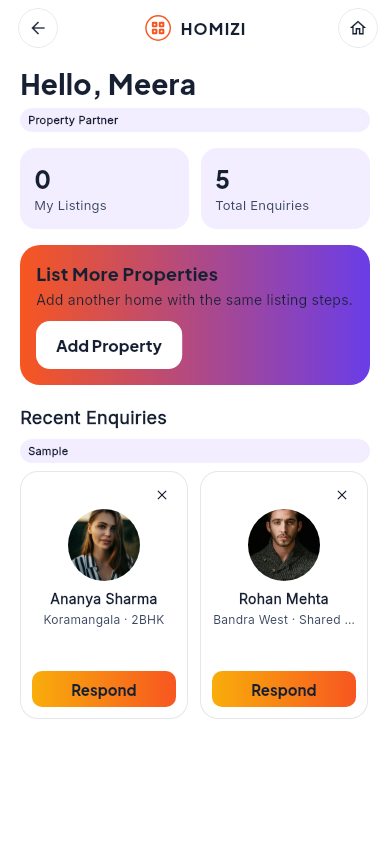 HOMIZI
Hello, Meera
Property Partner
0
My Listings
5
Total Enquiries
List More Properties
Add another home with the same listing steps.
Add Property
Recent Enquiries
Sample
Ananya Sharma
Koramangala · 2BHK
Respond
Rohan Mehta
Bandra West · Shared ...
Respond